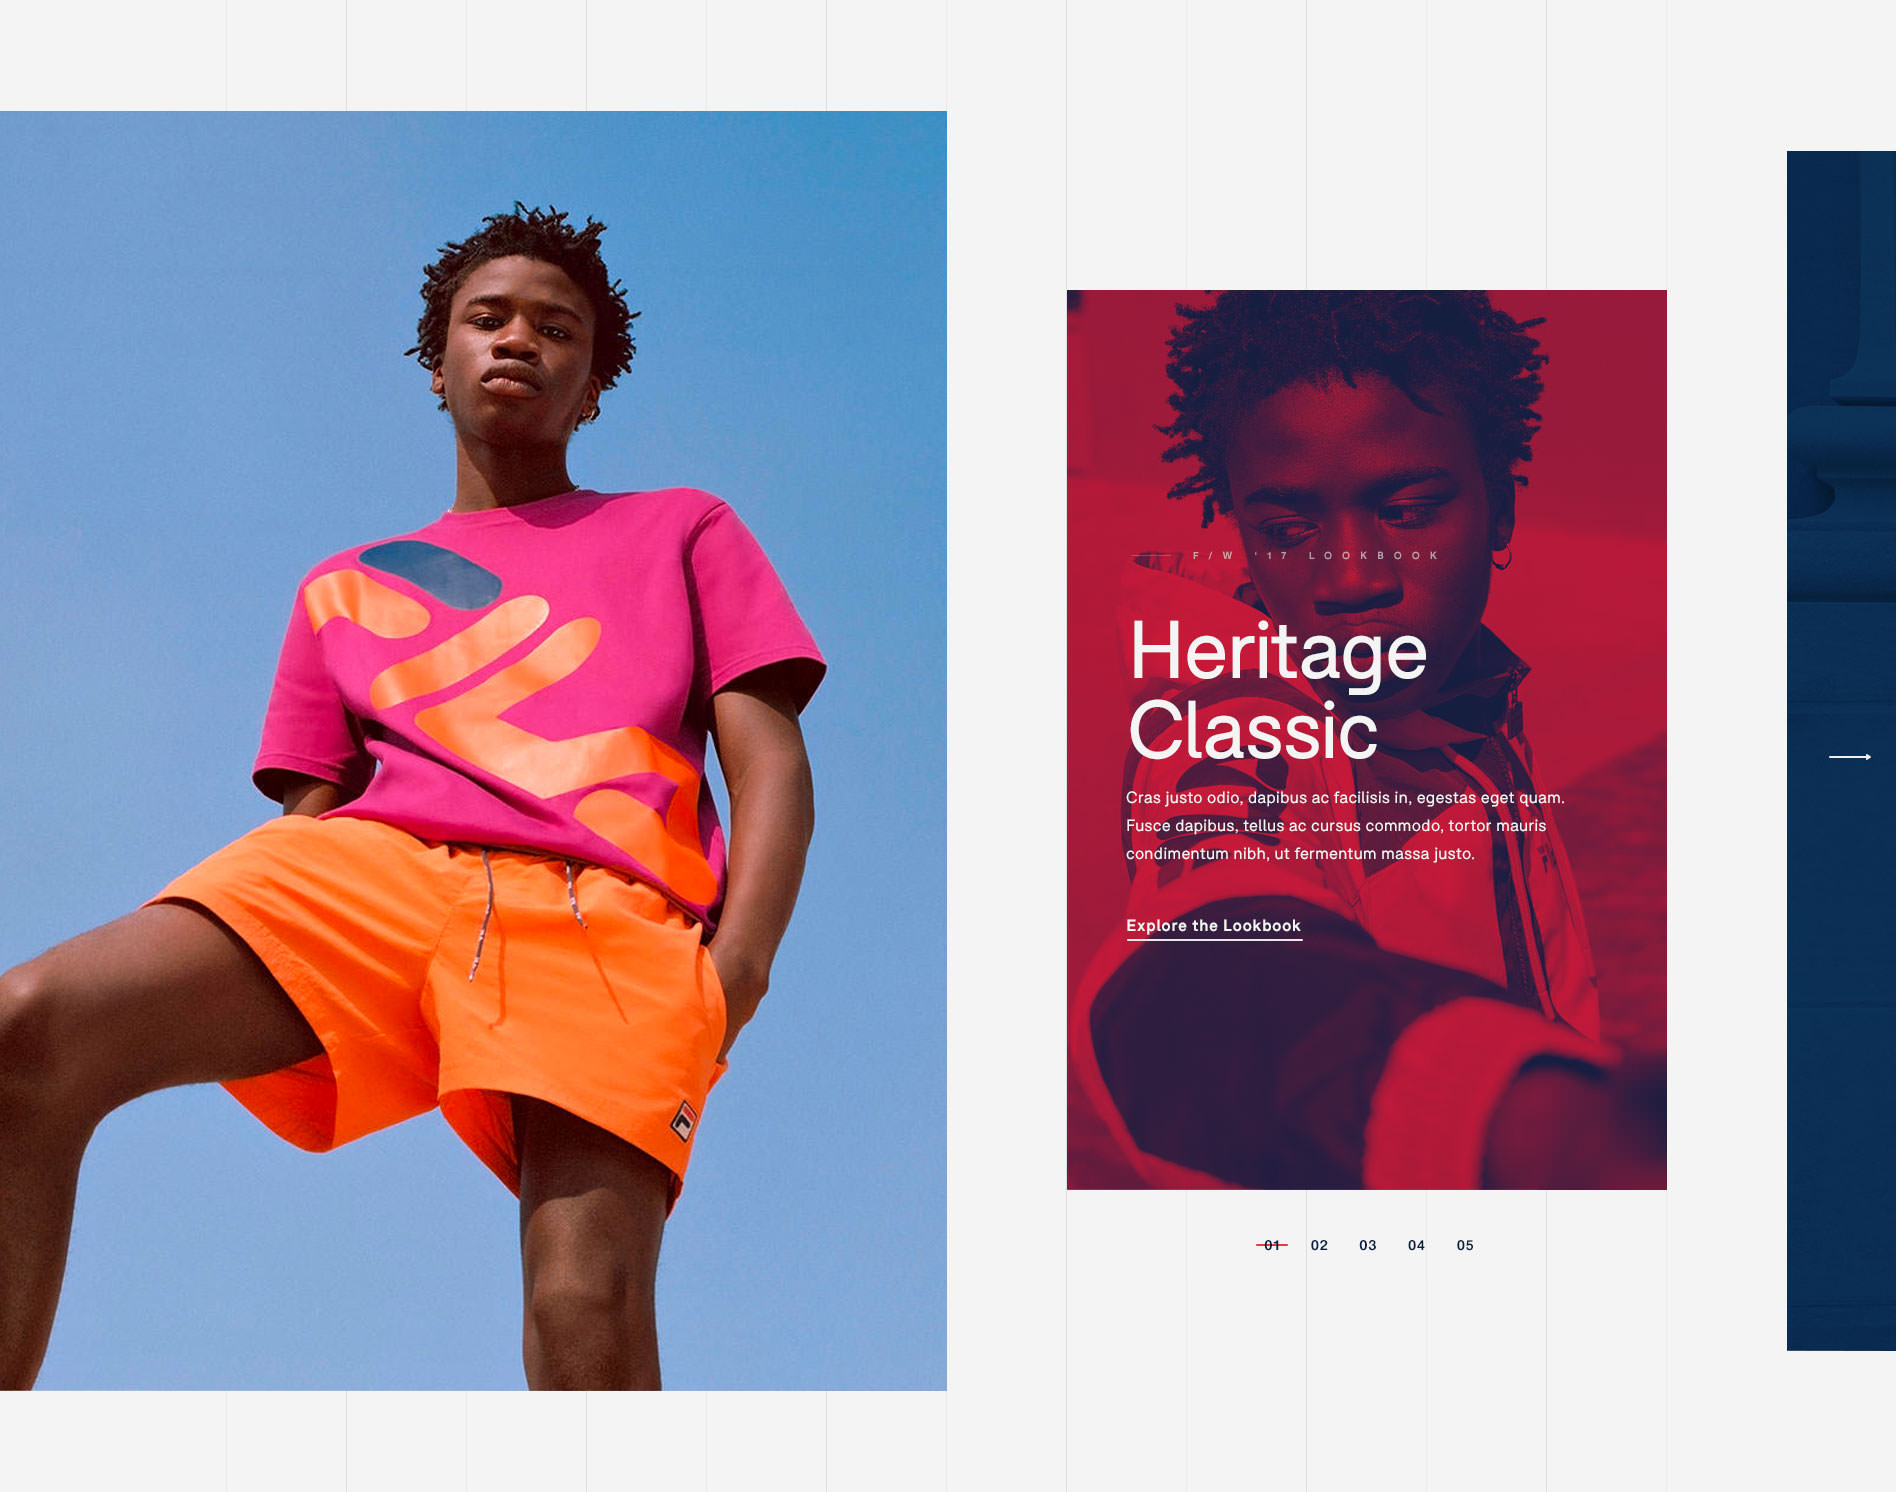 F/W '17 LOOKBOOK
Heritage
Classic
Cras justo odio, dapibus ac facilisis in, egestas eget quam.
Fusce dapibus, tellus ac cursus commodo, tortor mauris
condimentum nibh, ut fermentum massa justo.
Explore the Lookbook
01 02 03 04 05